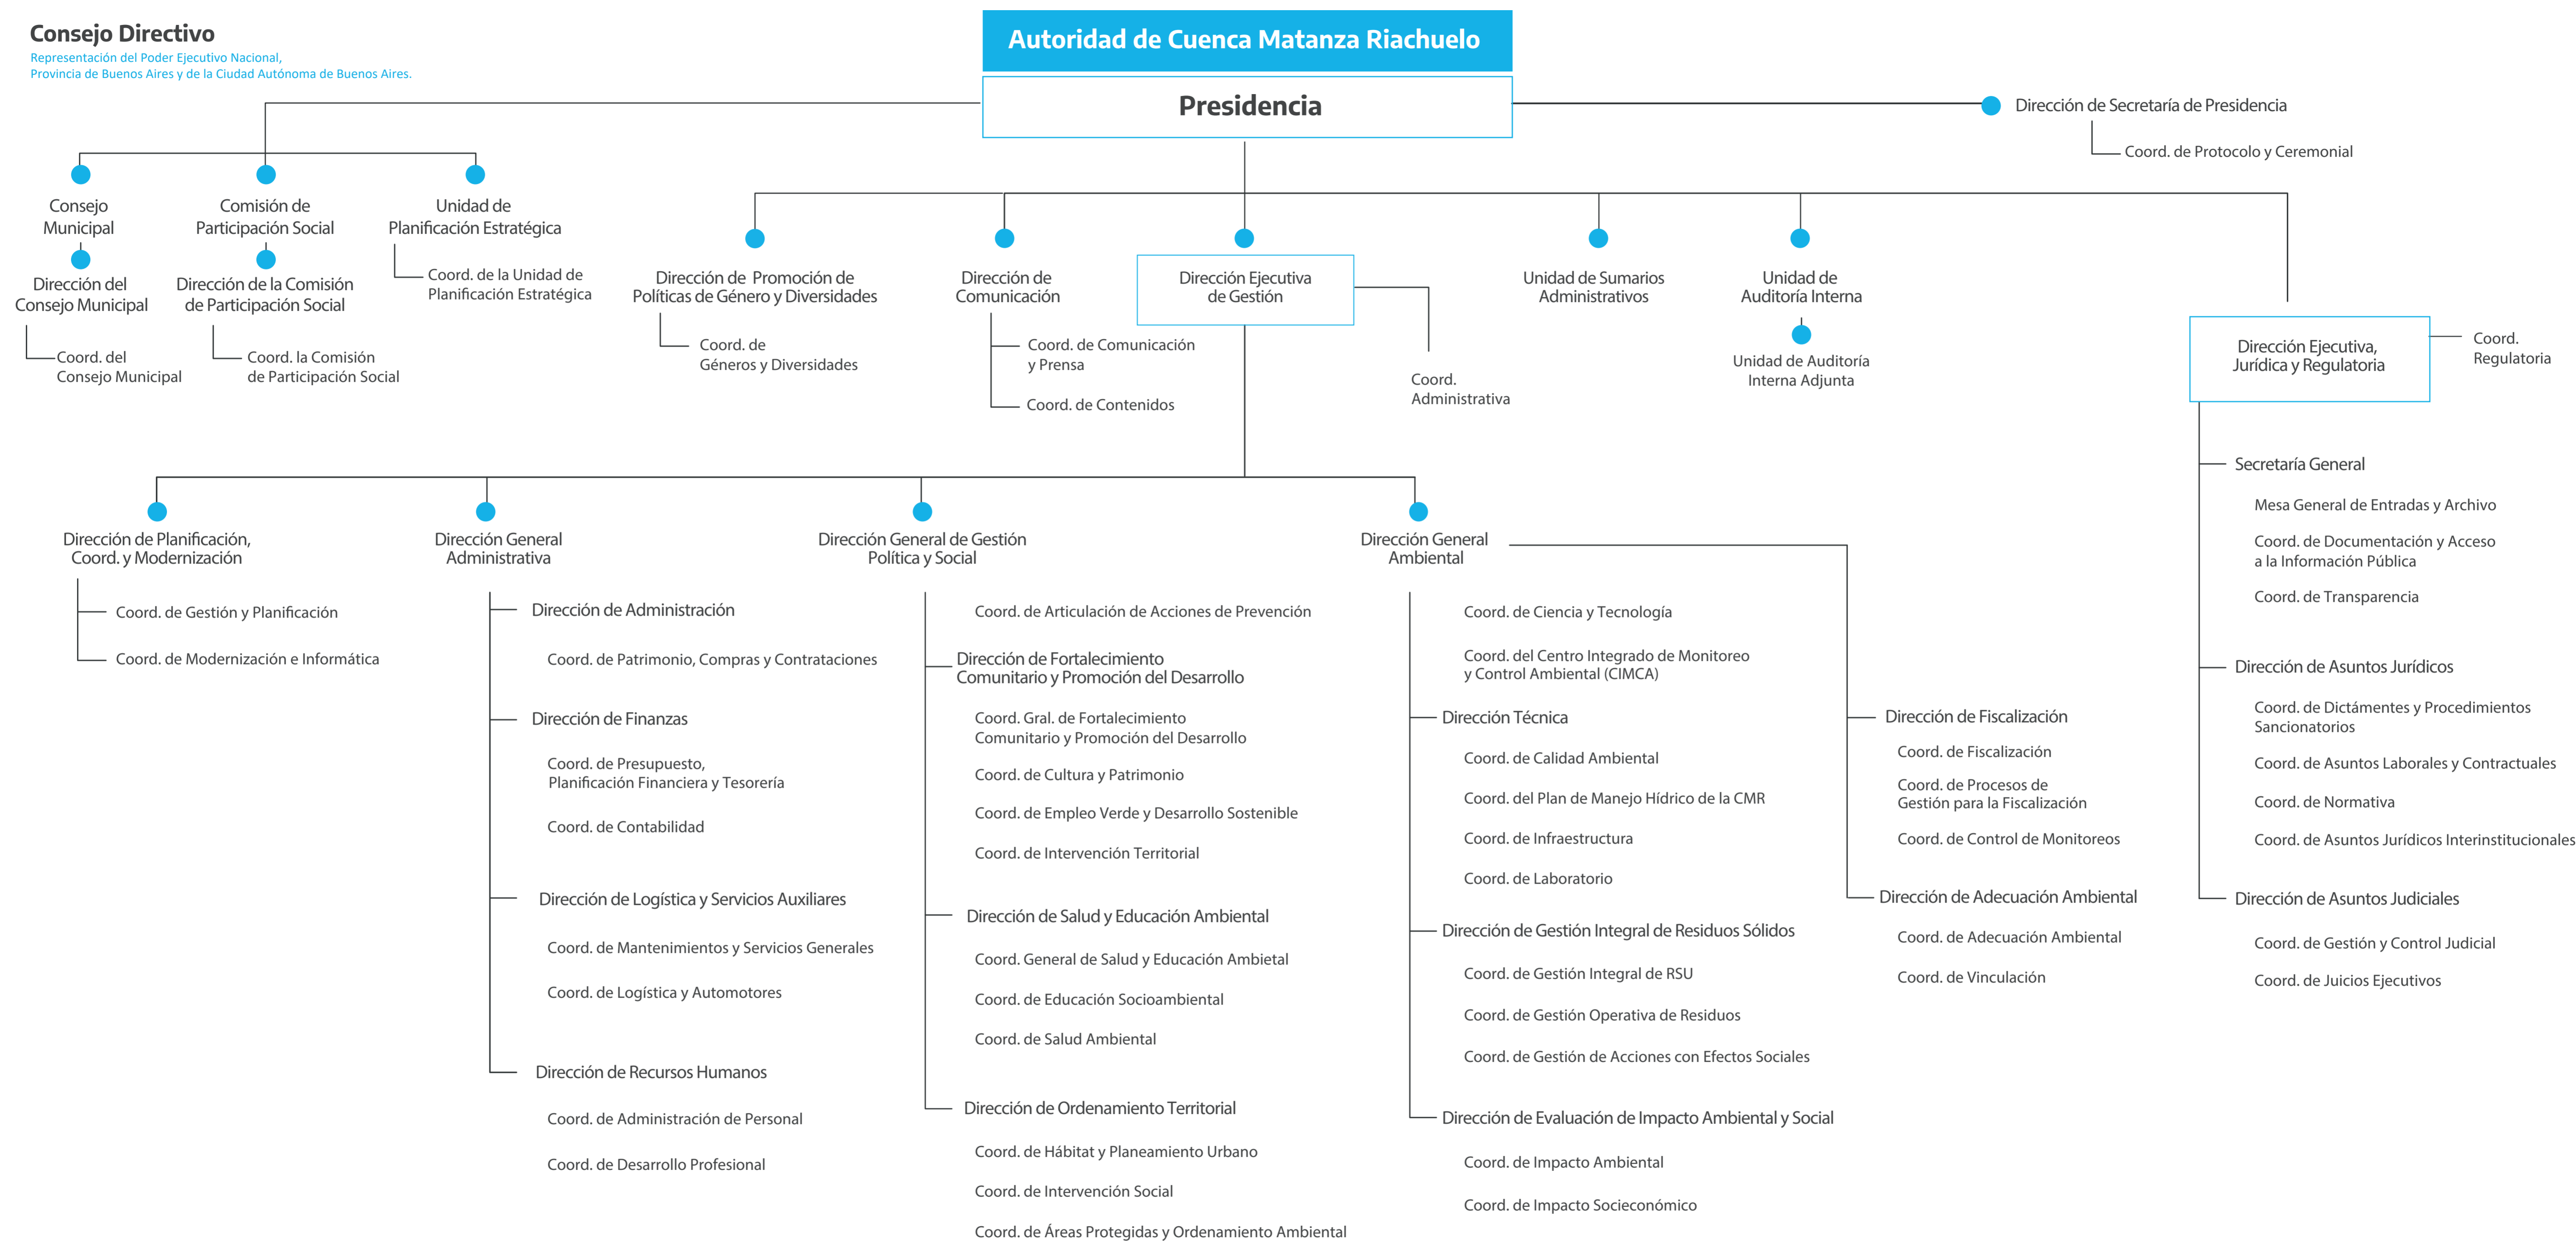 Consejo Directivo
Representación del Poder Ejecutivo Nacional,
Provincia de Buenos Aires y de la Ciudad Autónoma de Buenos Aires.
Autoridad de Cuenca Matanza Riachuelo
Presidencia
Dirección de Secretaría de Presidencia
Coord. de Protocolo y Ceremonial
Consejo
Municipal
Dirección del
Consejo Municipal
Coord. del
Consejo Municipal
Comisión de
Participación Social
Dirección de la Comisión
de Participación Social
Coord. la Comisión
de Participación Social
Unidad de
Planificación Estratégica
Coord. de la Unidad de
Planificación Estratégica
Dirección de Promoción de
Políticas de Género y Diversidades
Coord. de
Géneros y Diversidades
Dirección de
Comunicación
Coord. de Comunicación
y Prensa
Coord. de Contenidos
Dirección Ejecutiva
de Gestión
Coord.
Administrativa
Unidad de Sumarios
Administrativos
Unidad de
Auditoría Interna
Unidad de Auditoría
Interna Adjunta
Dirección Ejecutiva,
Jurídica y Regulatoria
Coord.
Regulatoria
Dirección de Planificación,
Coord. y Modernización
Coord. de Gestión y Planificación
Coord. de Modernización e Informática
Dirección General
Administrativa
Dirección de Administración
Coord. de Patrimonio, Compras y Contrataciones
Dirección de Finanzas
Coord. de Presupuesto,
Planificación Financiera y Tesorería
Coord. de Contabilidad
Dirección de Logística y Servicios Auxiliares
Coord. de Mantenimientos y Servicios Generales
Coord. de Logística y Automotores
Dirección de Recursos Humanos
Coord. de Administración de Personal
Coord. de Desarrollo Profesional
Dirección General de Gestión
Política y Social
Coord. de Articulación de Acciones de Prevención
Dirección de Fortalecimiento
Comunitario y Promoción del Desarrollo
Coord. Gral. de Fortalecimiento
Comunitario y Promoción del Desarrollo
Coord. de Cultura y Patrimonio
Coord. de Empleo Verde y Desarrollo Sostenible
Coord. de Intervención Territorial
Dirección de Salud y Educación Ambiental
Coord. General de Salud y Educación Ambietal
Coord. de Educación Socioambiental
Coord. de Salud Ambiental
Dirección de Ordenamiento Territorial
Coord. de Hábitat y Planeamiento Urbano
Coord. de Intervención Social
Coord. de Áreas Protegidas y Ordenamiento Ambiental
Dirección General
Ambiental
Coord. de Ciencia y Tecnología
Coord. del Centro Integrado de Monitoreo
y Control Ambiental (CIMCA)
Dirección Técnica
Coord. de Calidad Ambiental
Coord. del Plan de Manejo Hídrico de la CMR
Coord. de Infraestructura
Coord. de Laboratorio
Dirección de Gestión Integral de Residuos Sólidos
Coord. de Gestión Integral de RSU
Coord. de Gestión Operativa de Residuos
Coord. de Gestión de Acciones con Efectos Sociales
Dirección de Evaluación de Impacto Ambiental y Social
Coord. de Impacto Ambiental
Coord. de Impacto Socieconómico
Dirección de Fiscalización
Coord. de Fiscalización
Coord. de Procesos de
Gestión para la Fiscalización
Coord. de Control de Monitoreos
Dirección de Adecuación Ambiental
Coord. de Adecuación Ambiental
Coord. de Vinculación
Secretaría General
Mesa General de Entradas y Archivo
Coord. de Documentación y Acceso
a la Información Pública
Coord. de Transparencia
Dirección de Asuntos Jurídicos
Coord. de Dictámentes y Procedimientos
Sancionatorios
Coord. de Asuntos Laborales y Contractuales
Coord. de Normativa
Coord. de Asuntos Jurídicos Interinstitucionales
Dirección de Asuntos Judiciales
Coord. de Gestión y Control Judicial
Coord. de Juicios Ejecutivos